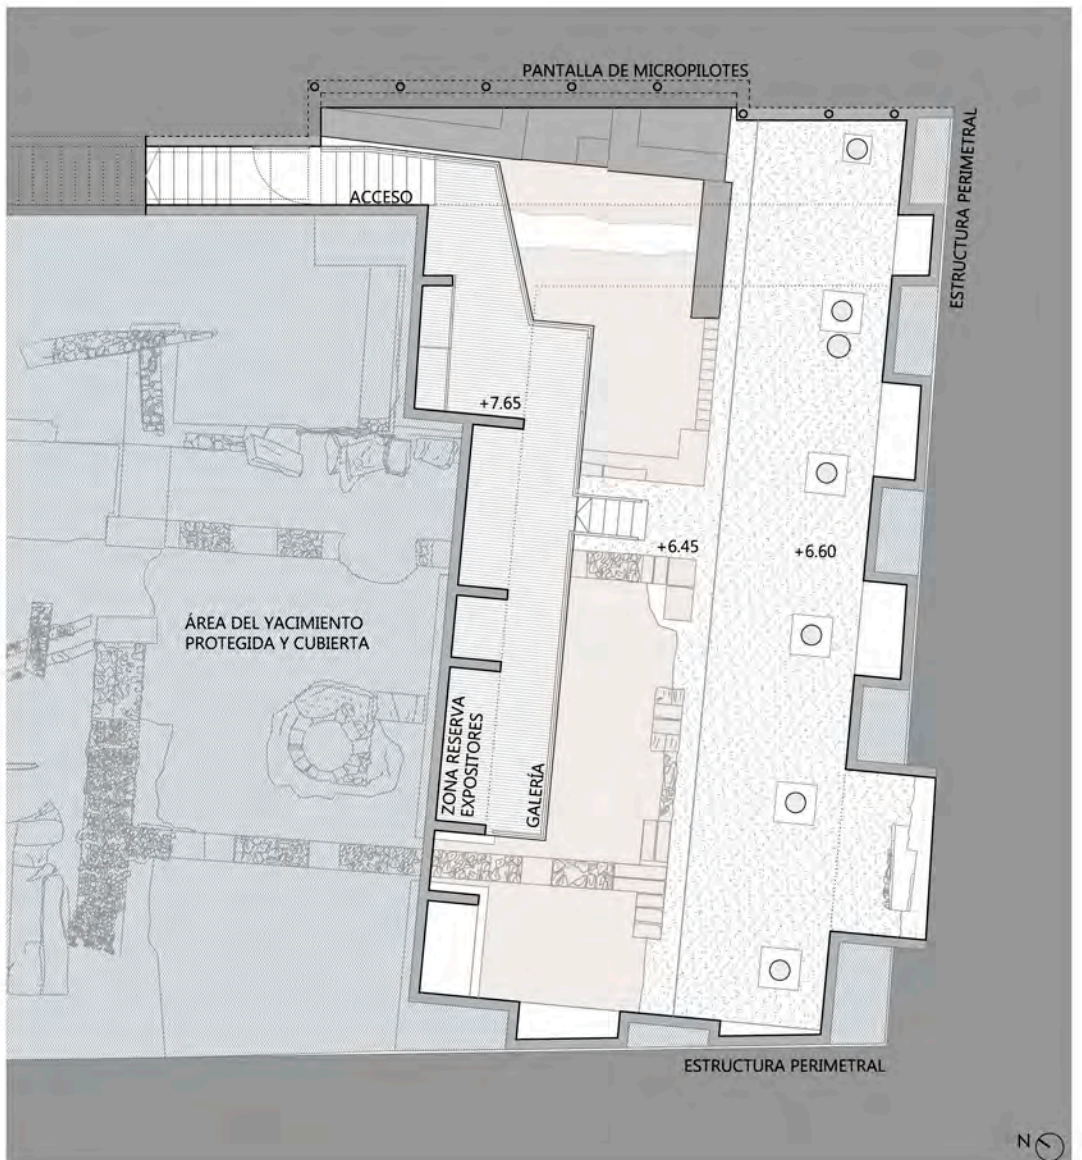 PANTALLA DE MICROPILOTES
ESTRUCTURA PERIMETRAL
ACCESO
+7.65
+6.45
+6.60
ÁREA DEL YACIMIENTO
PROTEGIDA Y CUBIERTA
ZONA RESERVA
EXPOSITORES
GALERÍA
ESTRUCTURA PERIMETRAL
N